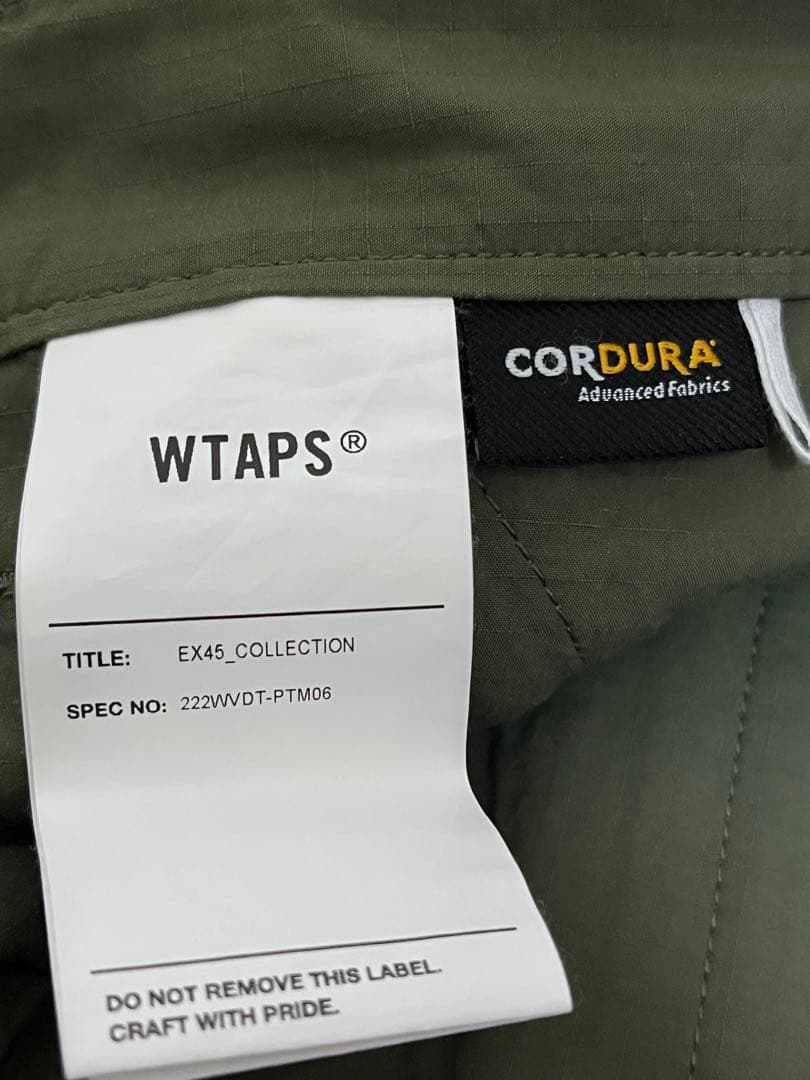 WTAPS®
CORDURA
Advanced Fabrics
TITLE: EX45_COLLECTION
SPEC NO: 222WVDT-PTM06
DO NOT REMOVE THIS LABEL.
CRAFT WITH PRIDE.